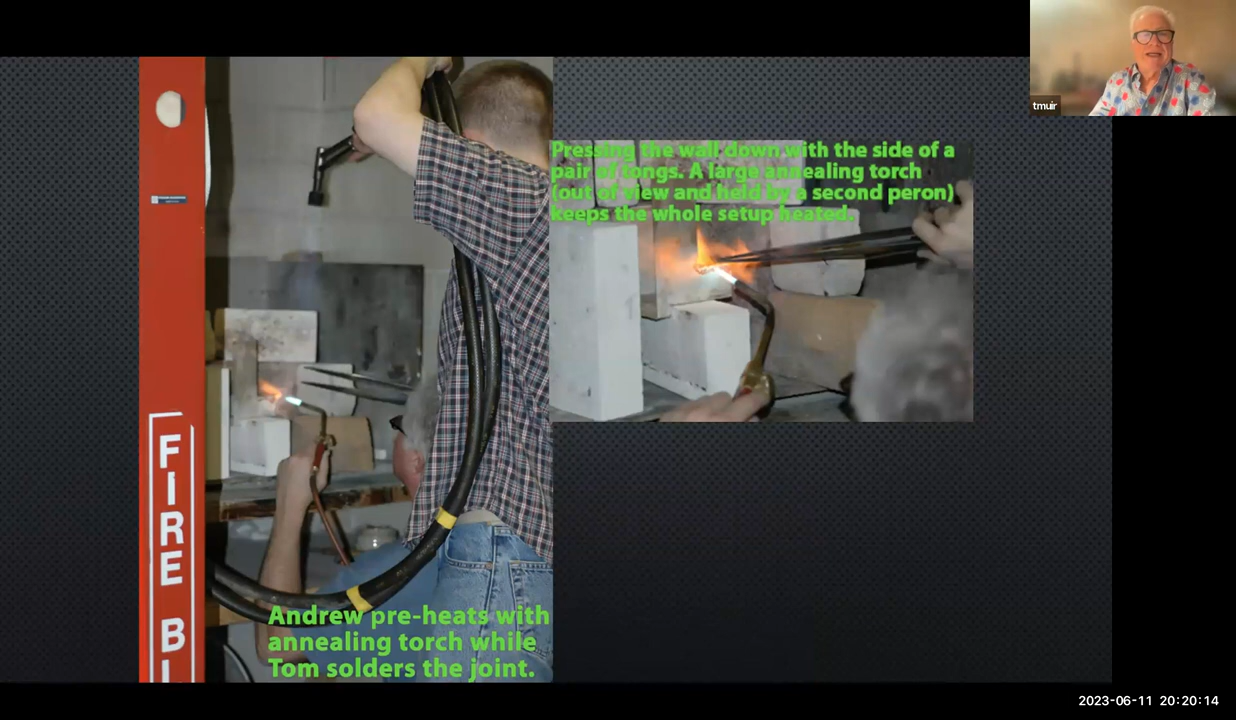 tmuir
Pressing the wall down with the side of a
pair of tongs. A large annealing torch
(out of view and held by a second peron)
keeps the whole setup heated.
FIRE
Andrew pre-heats with
annealing torch while
Tom solders the joint.
2023-06-11 20:20:14